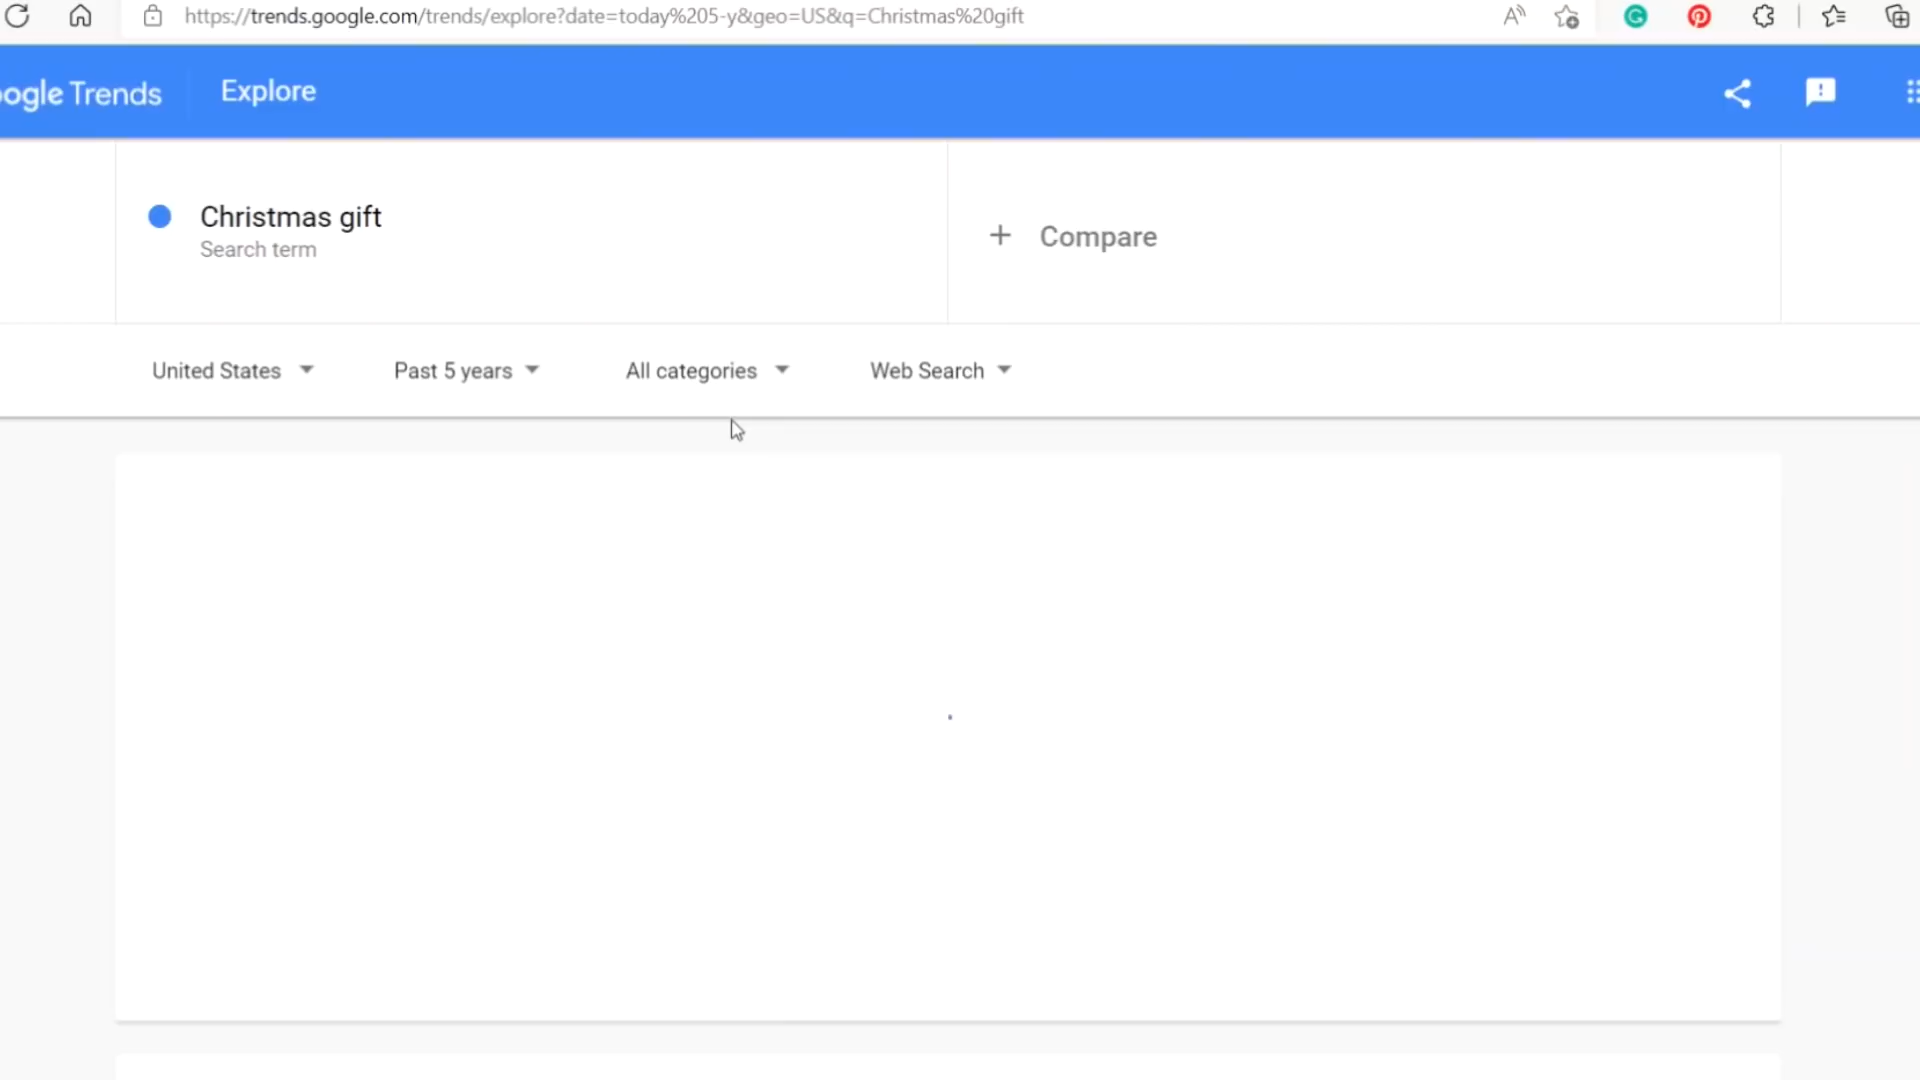 https://trends.google.com/trends/explore?date=today%205-y&geo=US&q=Christmas%20gift
oogle Trends
Explore
Christmas gift
Search term
+ Compare
United States
Past 5 years
All categories
Web Search